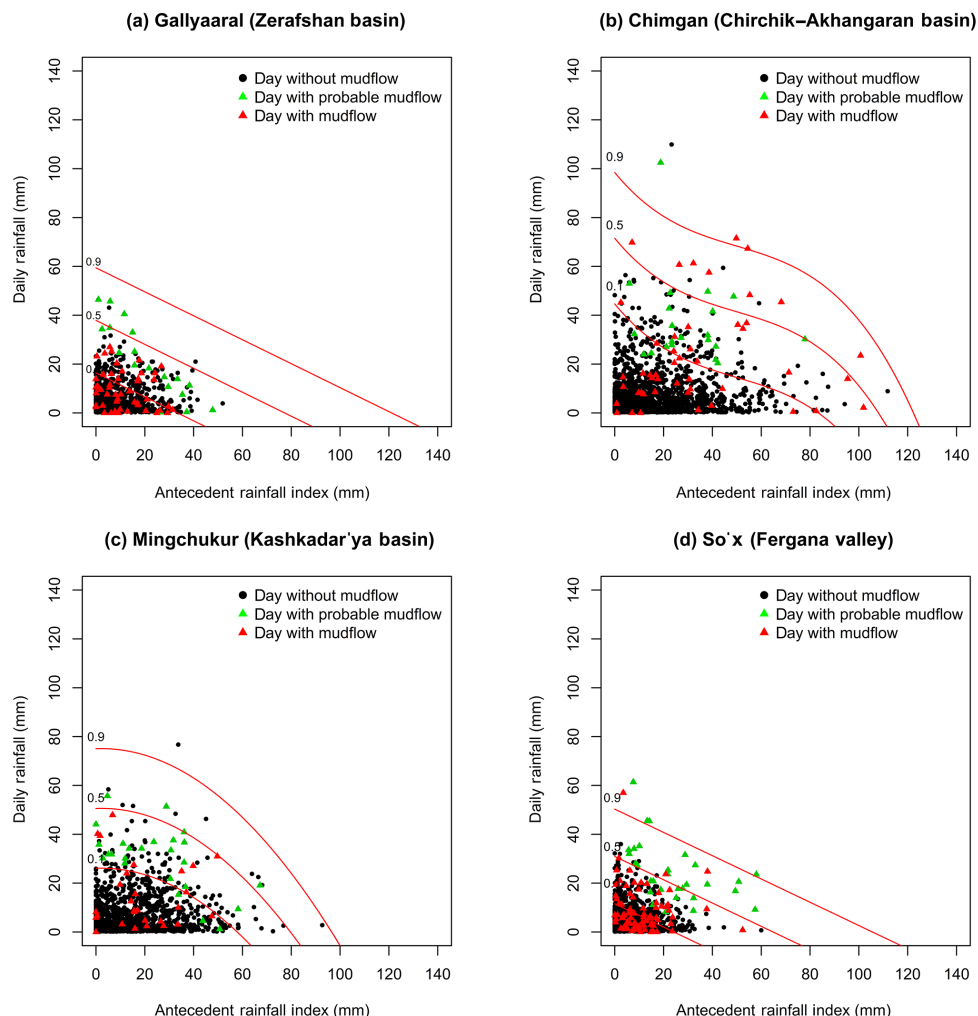 (a) Gallyaaral (Zerafshan basin)
Day without mudflow
Day with probable mudflow
Day with mudflow
0.9
0.5
Daily rainfall (mm)
0 20 40 60 80 100 120 140
0 20 40 60 80 100 120 140
Antecedent rainfall index (mm)
(b) Chimgan (Chirchik–Akhangaran basin)
Day without mudflow
Day with probable mudflow
Day with mudflow
0.9
0.5
0.1
Daily rainfall (mm)
0 20 40 60 80 100 120 140
0 20 40 60 80 100 120 140
Antecedent rainfall index (mm)
(c) Mingchukur (Kashkadar'ya basin)
Day without mudflow
Day with probable mudflow
Day with mudflow
0.9
0.5
0.1
Daily rainfall (mm)
0 20 40 60 80 100 120 140
0 20 40 60 80 100 120 140
Antecedent rainfall index (mm)
(d) So'x (Fergana valley)
Day without mudflow
Day with probable mudflow
Day with mudflow
0.9
0.5
Daily rainfall (mm)
0 20 40 60 80 100 120 140
0 20 40 60 80 100 120 140
Antecedent rainfall index (mm)